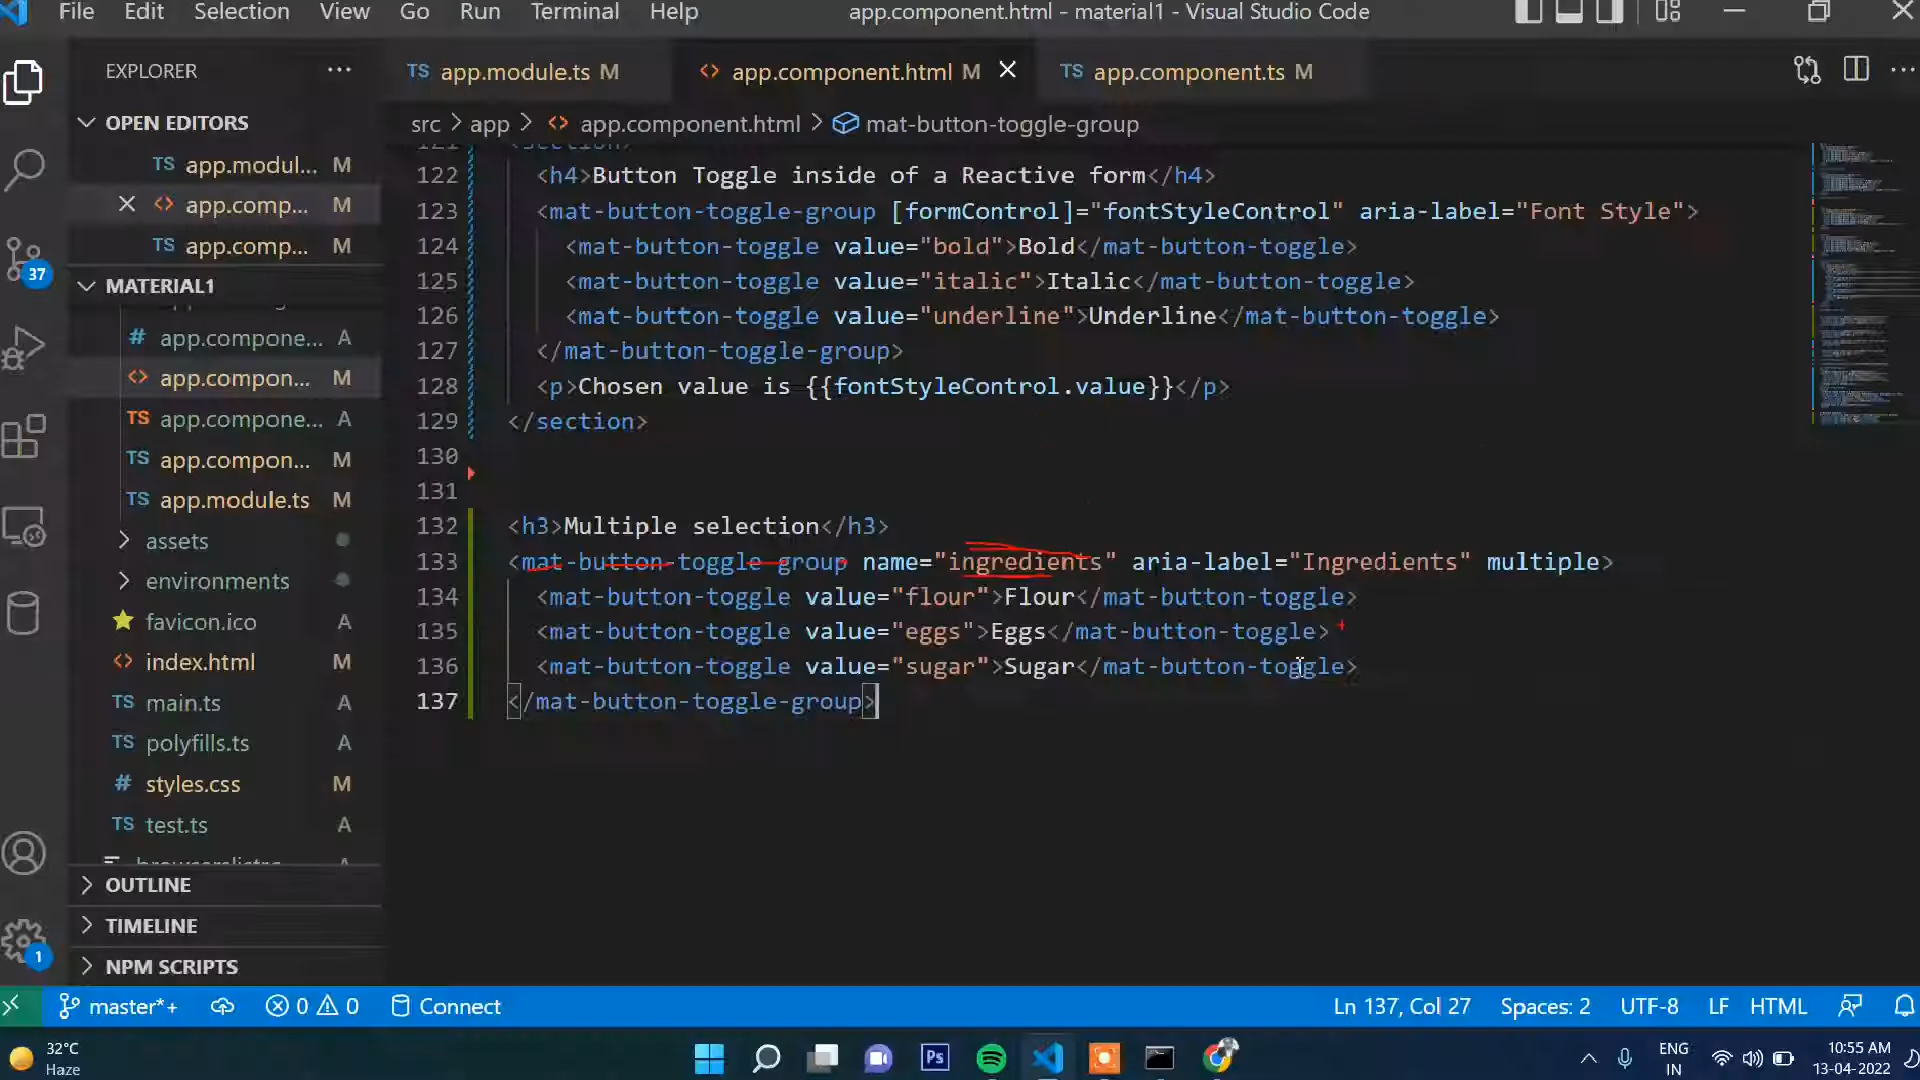 File Edit Selection View Go Run Terminal Help
app.component.html - material1 - Visual Studio Code
EXPLORER ···
TS app.module.ts M
<> app.component.html M
TS app.component.ts M
src > app > <> app.component.html > mat-button-toggle-group
OPEN EDITORS
TS app.modul... M
<> app.comp... M
TS app.comp... M
MATERIAL1
# app.compone... A
<> app.compon... M
TS app.compone... A
TS app.compon... M
TS app.module.ts M
assets
environments
favicon.ico A
<> index.html M
TS main.ts A
TS polyfills.ts A
# styles.css M
TS test.ts A
OUTLINE
TIMELINE
NPM SCRIPTS
37
1
121 <section>
122 <h4>Button Toggle inside of a Reactive form</h4>
123 <mat-button-toggle-group [formControl]="fontStyleControl" aria-label="Font Style">
124 <mat-button-toggle value="bold">Bold</mat-button-toggle>
125 <mat-button-toggle value="italic">Italic</mat-button-toggle>
126 <mat-button-toggle value="underline">Underline</mat-button-toggle>
127 </mat-button-toggle-group>
128 <p>Chosen value is {{fontStyleControl.value}}</p>
129 </section>
130
131
132 <h3>Multiple selection</h3>
133 <mat-button-toggle-group name="ingredients" aria-label="Ingredients" multiple>
134 <mat-button-toggle value="flour">Flour</mat-button-toggle>
135 <mat-button-toggle value="eggs">Eggs</mat-button-toggle>
136 <mat-button-toggle value="sugar">Sugar</mat-button-toggle>
137 </mat-button-toggle-group>
master*+ 0 0 Connect
Ln 137, Col 27 Spaces: 2 UTF-8 LF HTML
32°C
Haze
Ps
ENG
IN
10:55 AM
13-04-2022